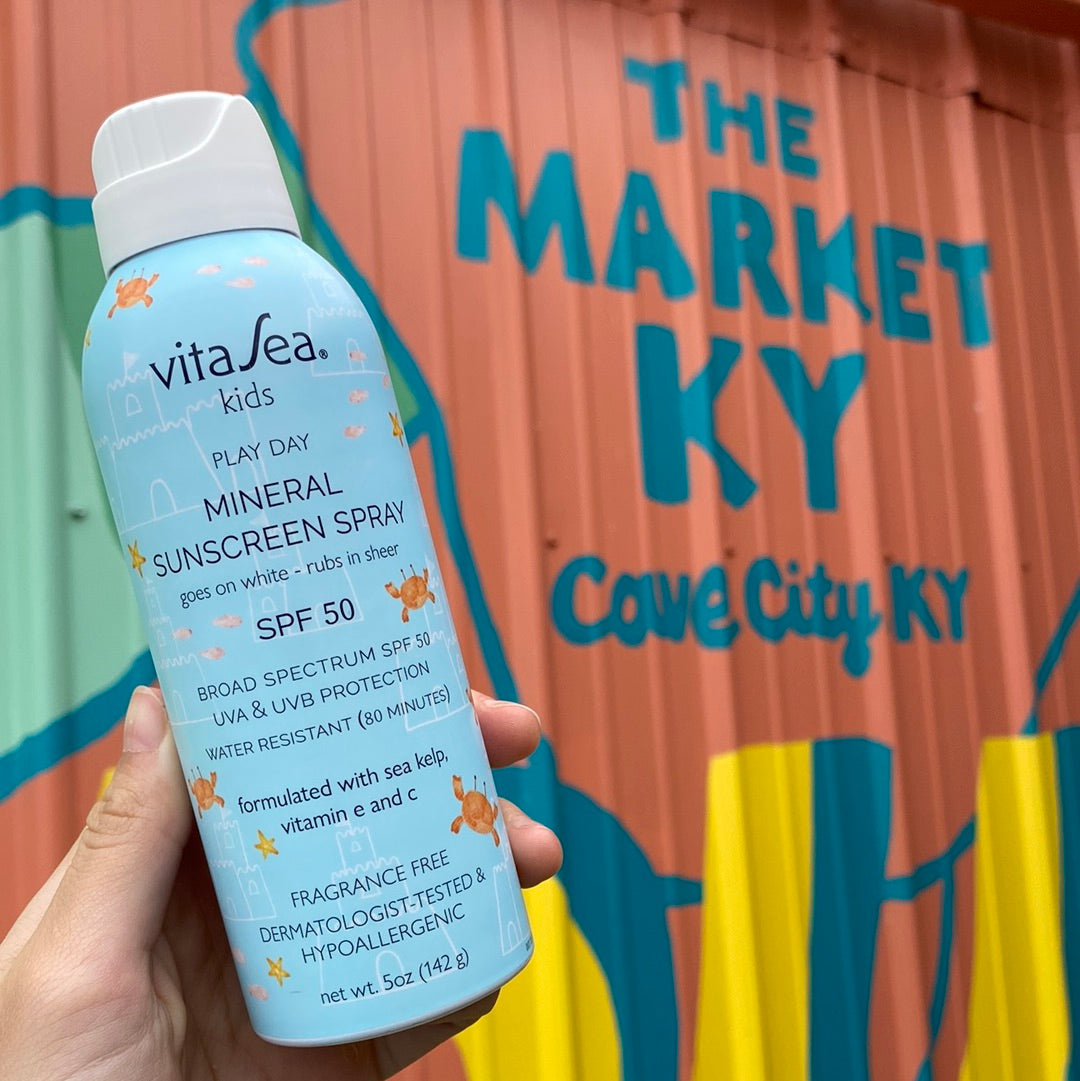 vitaSea®
kids
PLAY DAY
MINERAL
SUNSCREEN SPRAY
goes on white - rubs in sheer
SPF 50
BROAD SPECTRUM SPF 50
UVA & UVB PROTECTION
WATER RESISTANT (80 MINUTES)
formulated with sea kelp,
vitamin e and c
FRAGRANCE FREE
DERMATOLOGIST-TESTED &
HYPOALLERGENIC
net wt. 5oz (142 g)
THE
MARKET
KY
Cave City KY